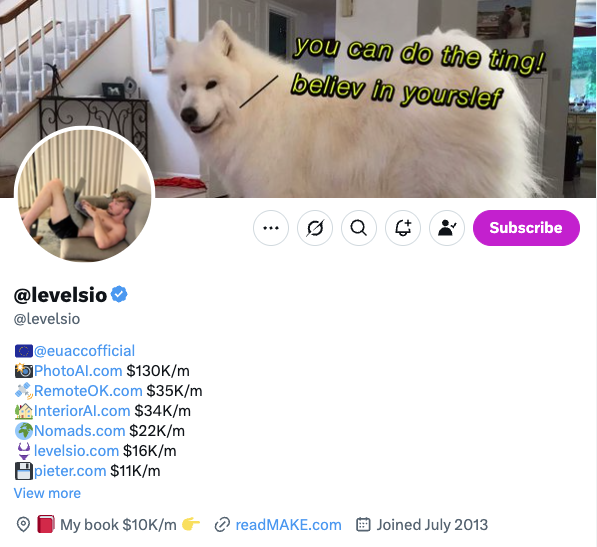 you can do the ting!
believ in yourslef
Subscribe
@levelsio
@levelsio
@euaccofficial
PhotoAI.com $130K/m
RemoteOK.com $35K/m
InteriorAI.com $34K/m
Nomads.com $22K/m
levelsio.com $16K/m
pieter.com $11K/m
View more
My book $10K/m readMAKE.com Joined July 2013